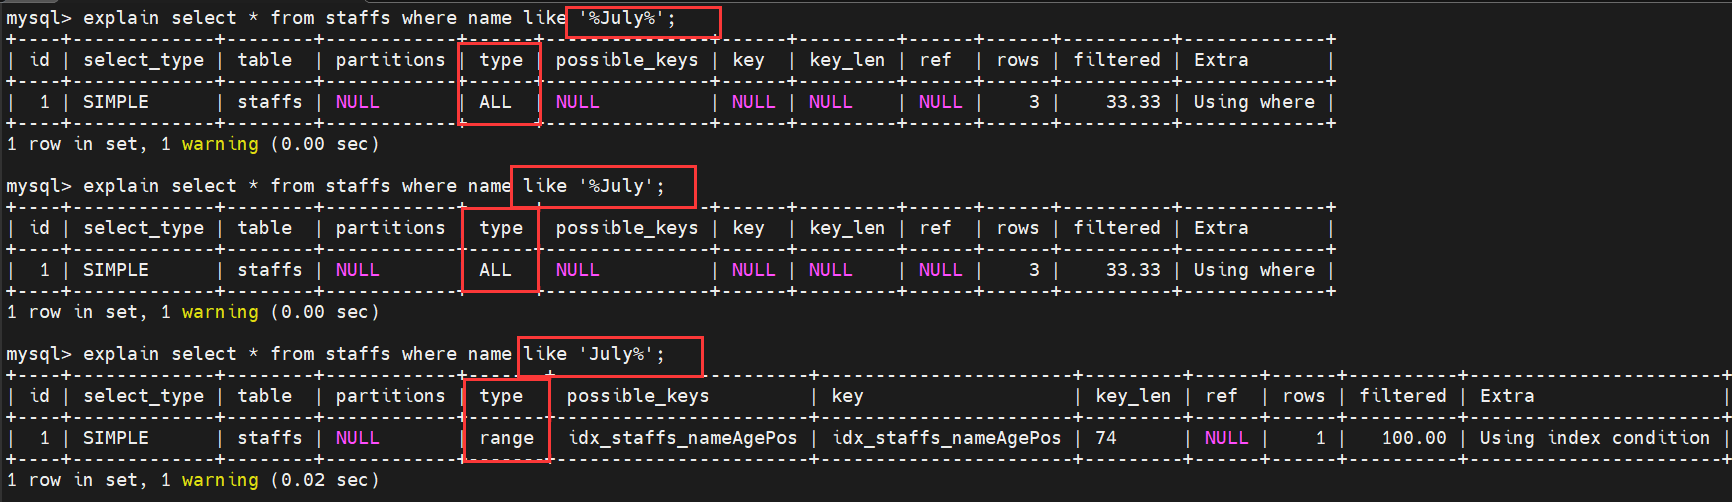 mysql> explain select * from staffs where name like '%July%';
+----+-------------+--------+------------+------+---------------+------+---------+------+------+----------+-------------+
| id | select_type | table  | partitions | type | possible_keys | key  | key_len | ref  | rows | filtered | Extra       |
+----+-------------+--------+------------+------+---------------+------+---------+------+------+----------+-------------+
|  1 | SIMPLE      | staffs | NULL       | ALL  | NULL          | NULL | NULL    | NULL |    3 |    33.33 | Using where |
+----+-------------+--------+------------+------+---------------+------+---------+------+------+----------+-------------+
1 row in set, 1 warning (0.00 sec)
mysql> explain select * from staffs where name like '%July';
+----+-------------+--------+------------+------+---------------+------+---------+------+------+----------+-------------+
| id | select_type | table  | partitions | type | possible_keys | key  | key_len | ref  | rows | filtered | Extra       |
+----+-------------+--------+------------+------+---------------+------+---------+------+------+----------+-------------+
|  1 | SIMPLE      | staffs | NULL       | ALL  | NULL          | NULL | NULL    | NULL |    3 |    33.33 | Using where |
+----+-------------+--------+------------+------+---------------+------+---------+------+------+----------+-------------+
1 row in set, 1 warning (0.00 sec)
mysql> explain select * from staffs where name like 'July%';
+----+-------------+--------+------------+-------+-----------------------+-----------------------+---------+------+------+----------+-----------------------+
| id | select_type | table  | partitions | type  | possible_keys         | key                   | key_len | ref  | rows | filtered | Extra                 |
+----+-------------+--------+------------+-------+-----------------------+-----------------------+---------+------+------+----------+-----------------------+
|  1 | SIMPLE      | staffs | NULL       | range | idx_staffs_nameAgePos | idx_staffs_nameAgePos | 74      | NULL |    1 |   100.00 | Using index condition |
+----+-------------+--------+------------+-------+-----------------------+-----------------------+---------+------+------+----------+-----------------------+
1 row in set, 1 warning (0.02 sec)